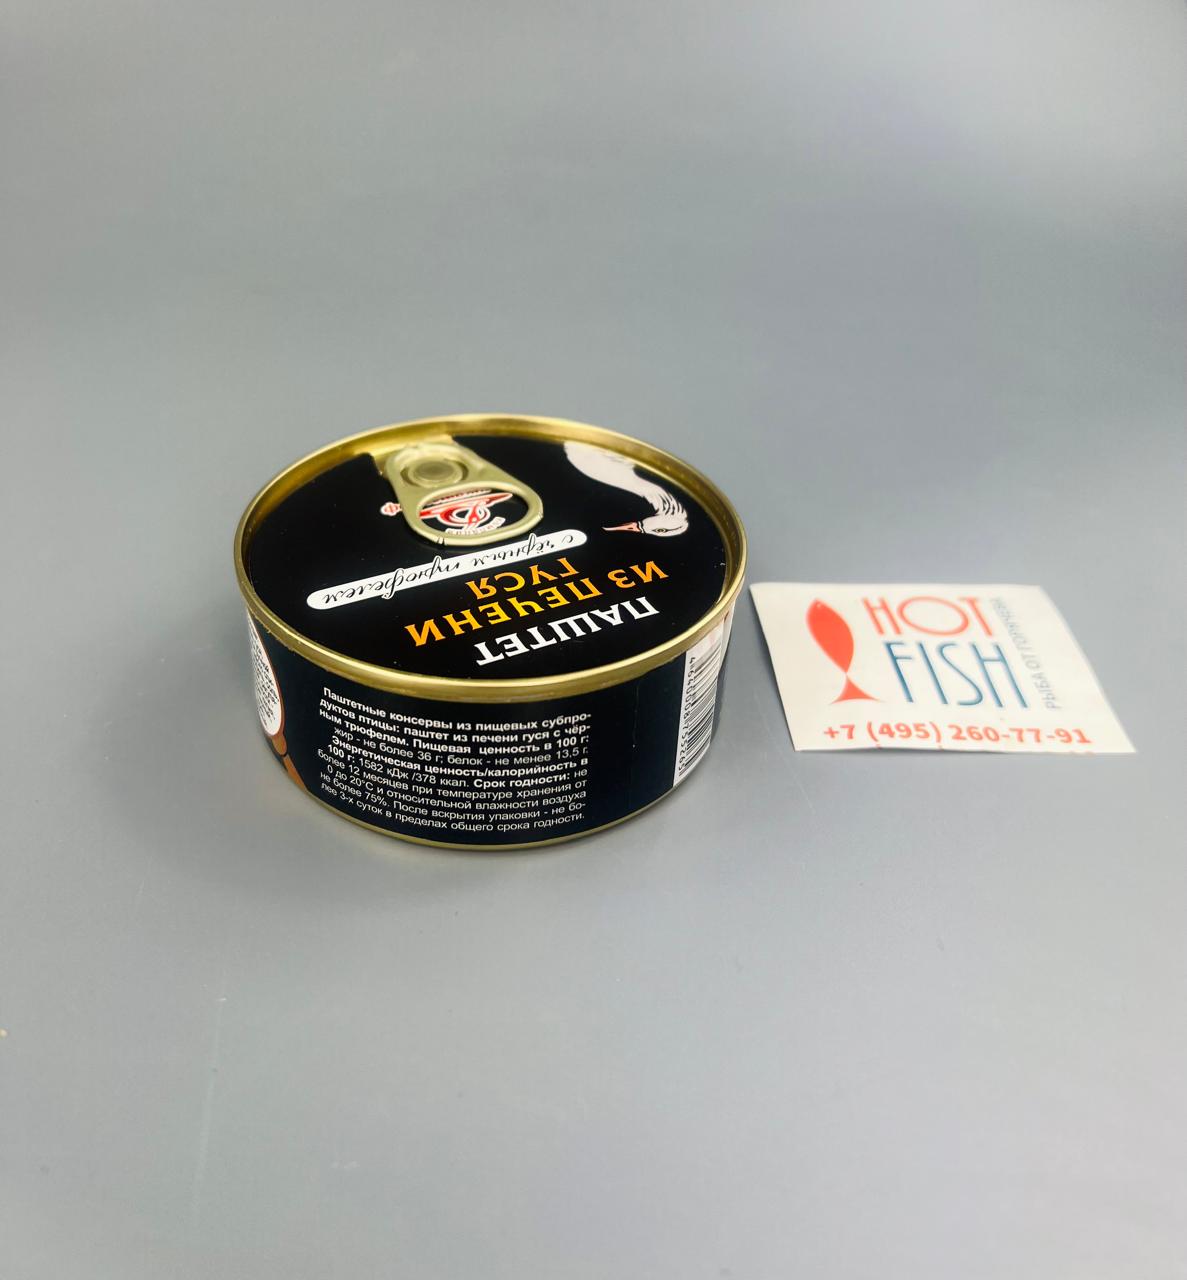 ПАШТЕТ
ИЗ ПЕЧЕНИ
ГУСЯ
с чёрным трюфелем
Паштетные консервы из пищевых субпро-
дуктов птицы: паштет из печени гуся с чёр-
ным трюфелем. Пищевая ценность в 100 г:
жир - не более 36 г; белок - не менее 13,5 г.
Энергетическая ценность/калорийность в
100 г: 1582 кДж /378 ккал. Срок годности: не
более 12 месяцев при температуре хранения от
0 до 20°С и относительной влажности воздуха
не более 75%. После вскрытия упаковки - не бо-
лее 3-х суток в пределах общего срока годности.
HOT
FISH
РЫБА ОТ ГОРЯЧЕВА
+7 (495) 260-77-91